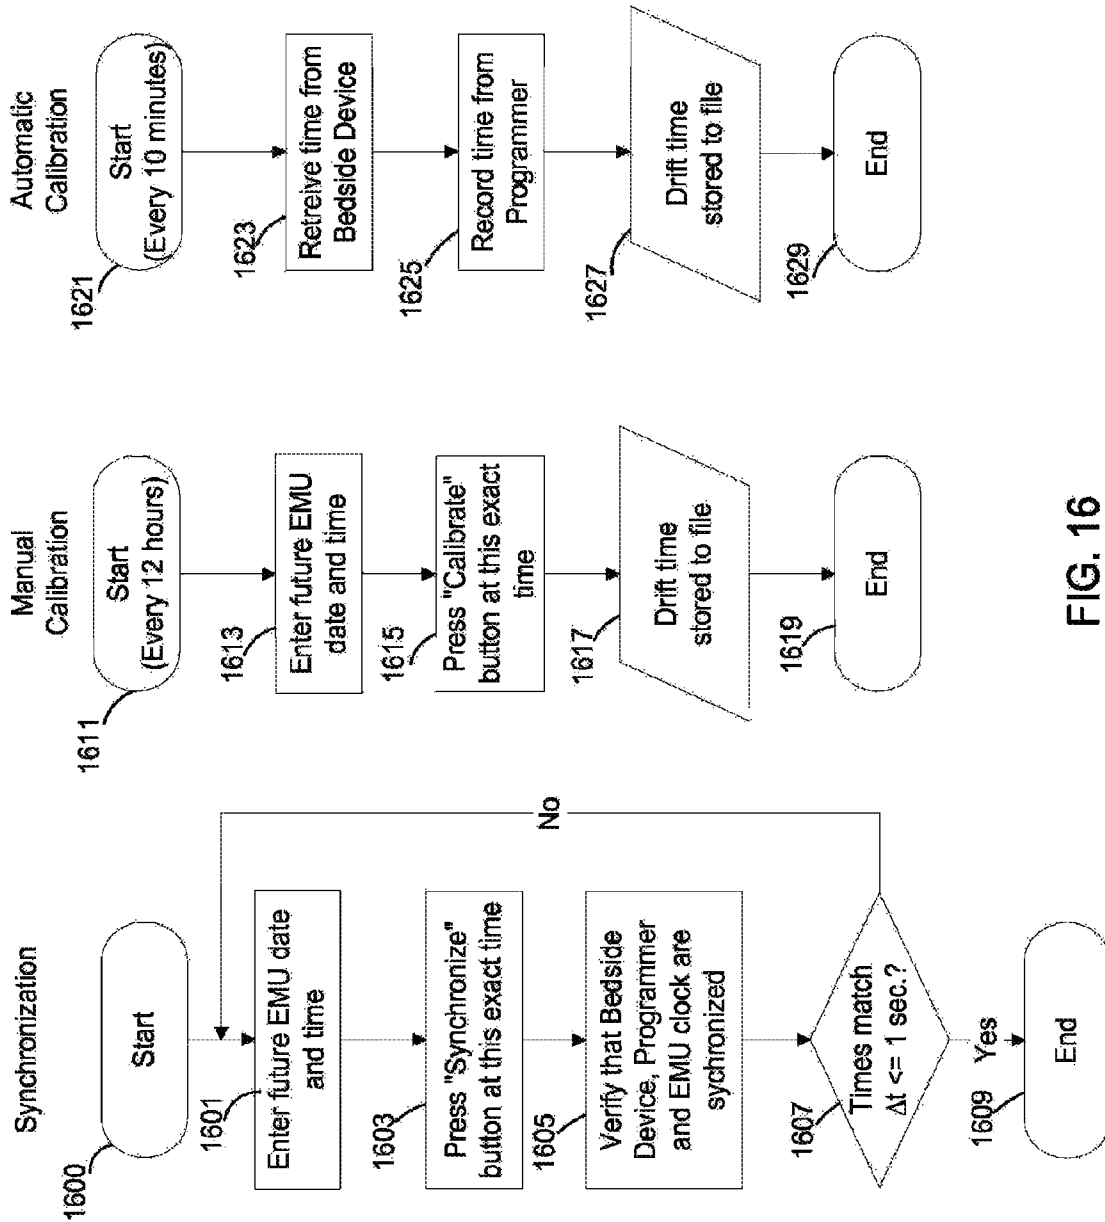 Synchronization
1600
Start
1601
Enter future EMU date
and time
1603
Press "Synchronize"
button at this exact time
1605
Verify that Bedside
Device, Programmer
and EMU clock are
sychronized
1607
Times match
Δt <= 1 sec.?
No
Yes
1609
End
Manual
Calibration
1611
Start
(Every 12 hours)
1613
Enter future EMU
date and time
1615
Press "Calibrate"
button at this exact
time
1617
Drift time
stored to file
1619
End
Automatic
Calibration
1621
Start
(Every 10 minutes)
1623
Retreive time from
Bedside Device
1625
Record time from
Programmer
1627
Drift time
stored to file
1629
End
FIG. 16